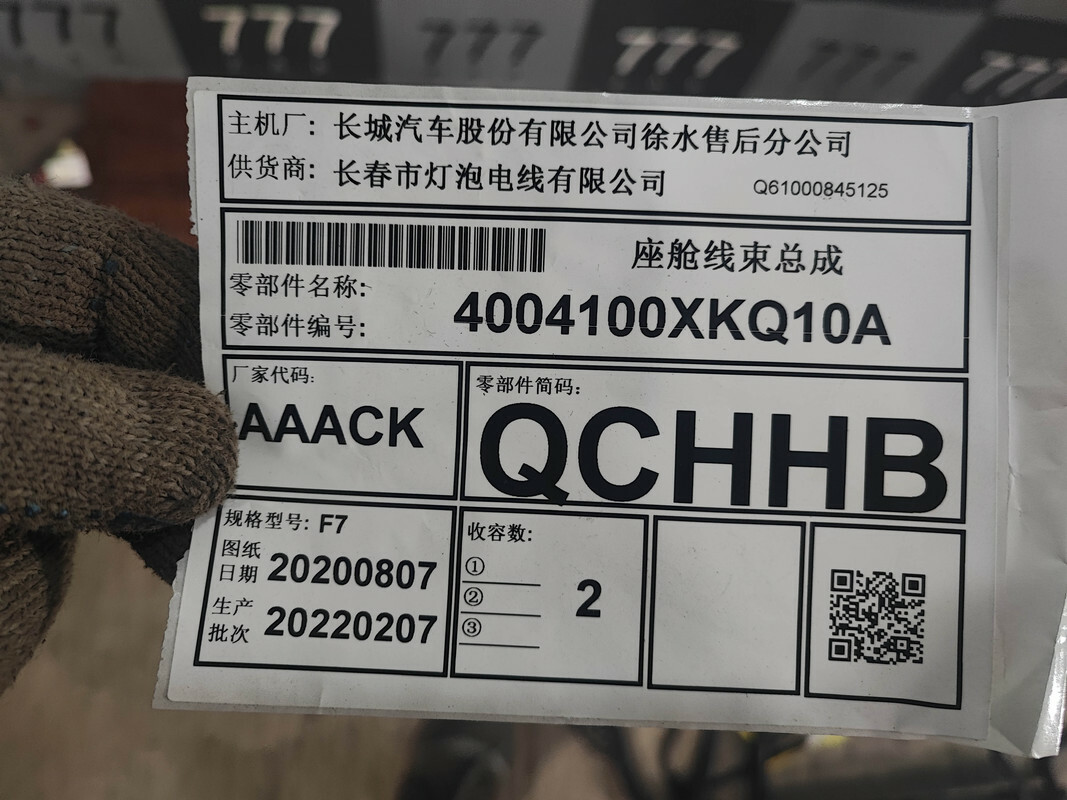 777 777 777 777 777 777
主机厂: 长城汽车股份有限公司徐水售后分公司
供货商: 长春市灯泡电线有限公司 Q61000845125
座舱线束总成
零部件名称:
零部件编号: 4004100XKQ10A
厂家代码:
AAACK
零部件简码:
QCHHB
规格型号: F7
图纸
日期 20200807
生产
批次 20220207
收容数:
①
②
③
2